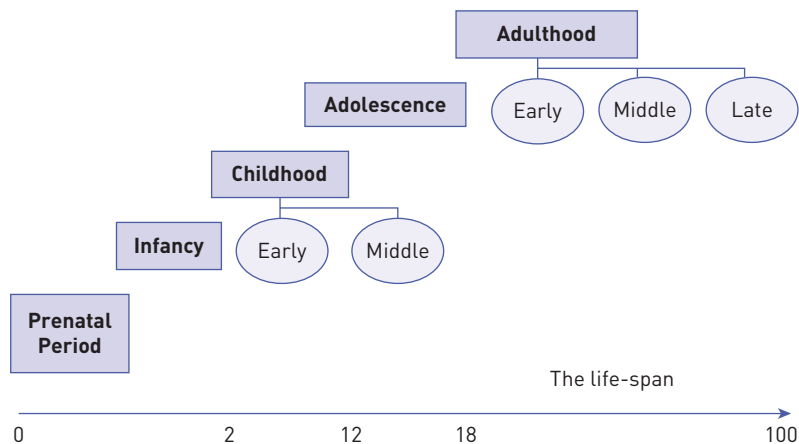 Adulthood
Adolescence
Early
Middle
Late
Childhood
Infancy
Early
Middle
Prenatal
Period
The life-span
0
2
12
18
100